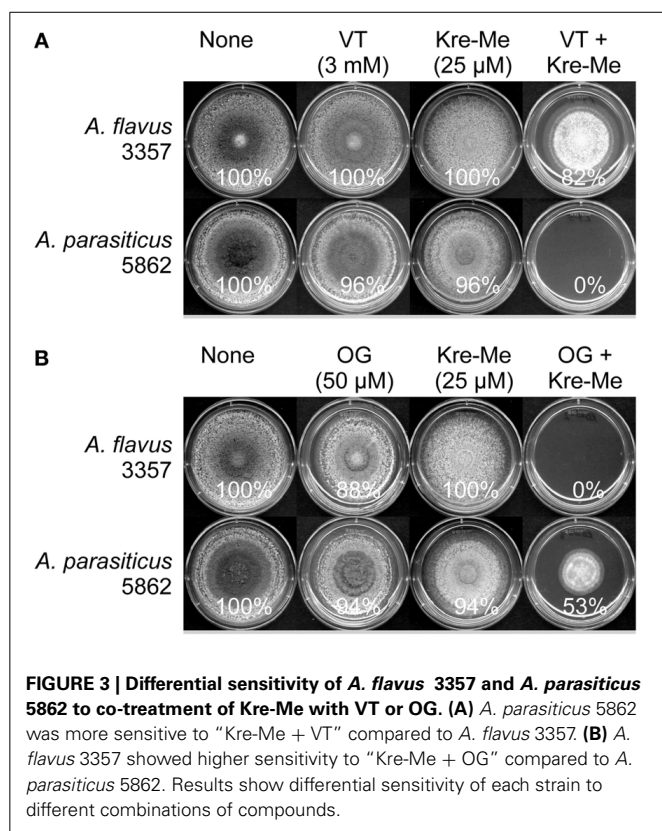 A
None VT Kre-Me VT +
(3 mM) (25 µM) Kre-Me
A. flavus
3357
100% 100% 100% 82%
A. parasiticus
5862
100% 96% 96% 0%
B
None OG Kre-Me OG +
(50 µM) (25 µM) Kre-Me
A. flavus
3357
100% 88% 100% 0%
A. parasiticus
5862
100% 94% 94% 53%
FIGURE 3 | Differential sensitivity of A. flavus 3357 and A. parasiticus
5862 to co-treatment of Kre-Me with VT or OG. (A) A. parasiticus 5862
was more sensitive to “Kre-Me + VT” compared to A. flavus 3357. (B) A.
flavus 3357 showed higher sensitivity to “Kre-Me + OG” compared to A.
parasiticus 5862. Results show differential sensitivity of each strain to
different combinations of compounds.